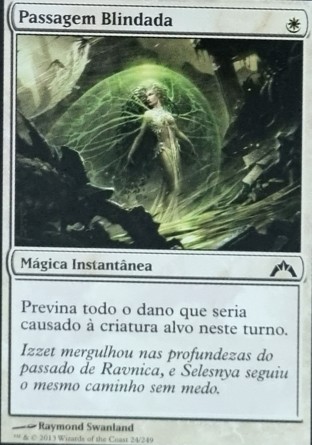 Passagem Blindada
Mágica Instantânea
Previna todo o dano que seria
causado à criatura alvo neste turno.
Izzet mergulhou nas profundezas do
passado de Ravnica, e Selesnya seguiu
o mesmo caminho sem medo.
Raymond Swanland
™ & © 2013 Wizards of the Coast 24/249